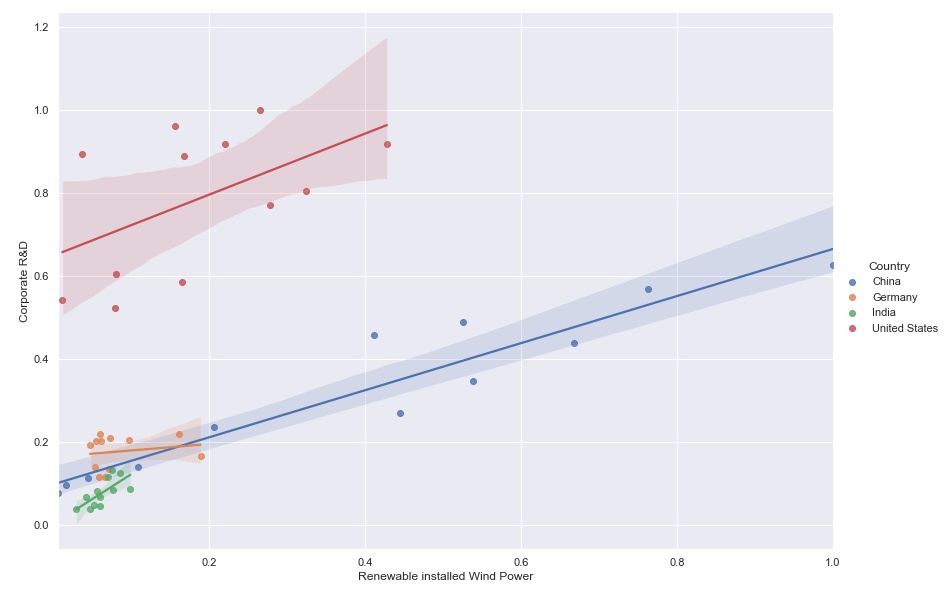 1.2
1.0
0.8
0.6
0.4
0.2
0.0
Corporate R&D
0.2 0.4 0.6 0.8 1.0
Renewable installed Wind Power
Country
China
Germany
India
United States